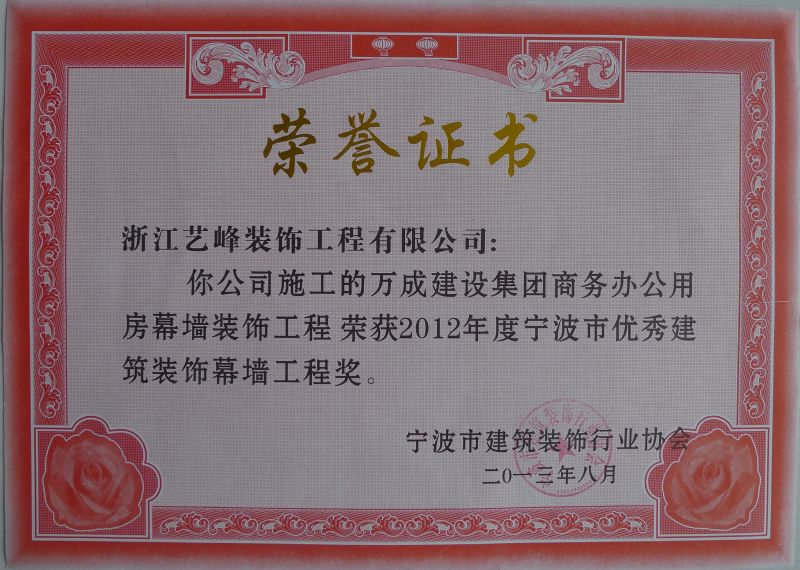 荣誉证书
浙江艺峰装饰工程有限公司:
你公司施工的万成建设集团商务办公用
房幕墙装饰工程 荣获2012年度宁波市优秀建
筑装饰幕墙工程奖。
宁波市建筑装饰行业协会
二〇一三年八月